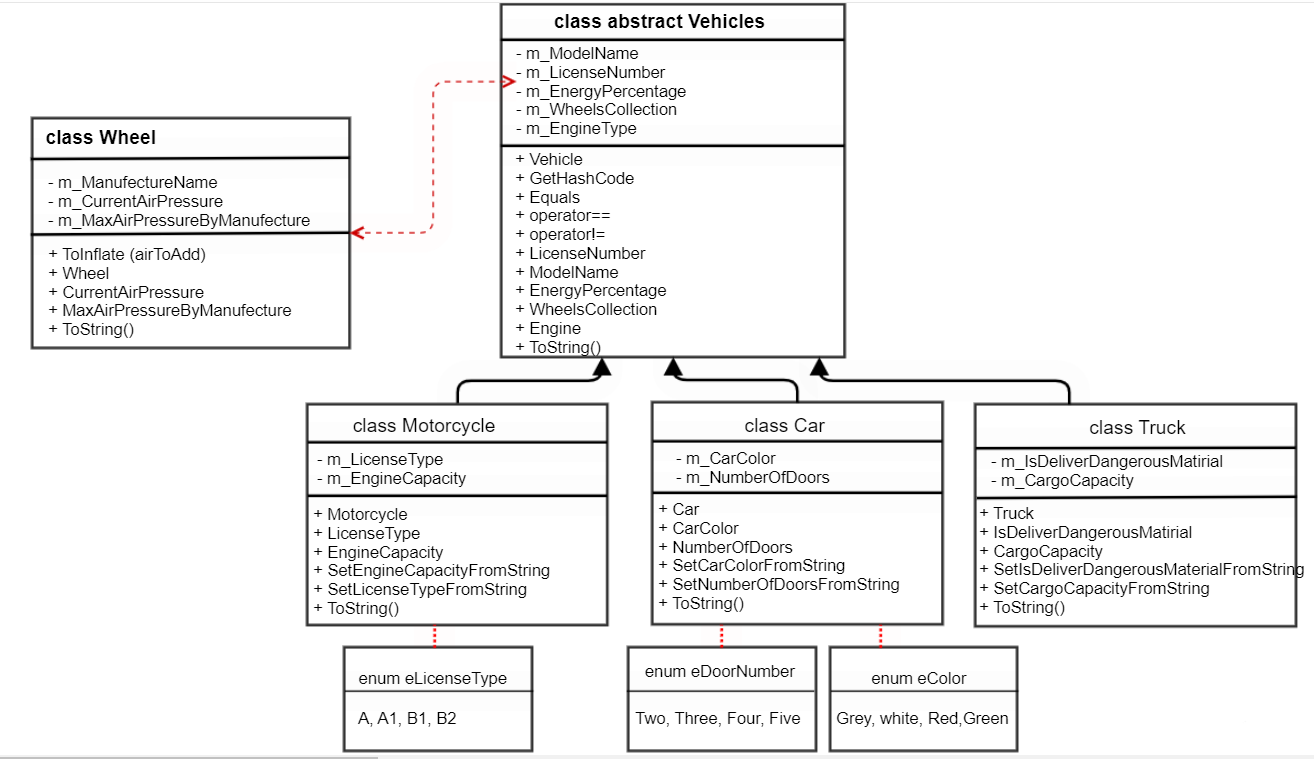 class abstract Vehicles
- m_ModelName
- m_LicenseNumber
- m_EnergyPercentage
- m_WheelsCollection
- m_EngineType
+ Vehicle
+ GetHashCode
+ Equals
+ operator==
+ operator!=
+ LicenseNumber
+ ModelName
+ EnergyPercentage
+ WheelsCollection
+ Engine
+ ToString()
class Wheel
- m_ManufectureName
- m_CurrentAirPressure
- m_MaxAirPressureByManufecture
+ ToInflate (airToAdd)
+ Wheel
+ CurrentAirPressure
+ MaxAirPressureByManufecture
+ ToString()
class Motorcycle
- m_LicenseType
- m_EngineCapacity
+ Motorcycle
+ LicenseType
+ EngineCapacity
+ SetEngineCapacityFromString
+ SetLicenseTypeFromString
+ ToString()
class Car
- m_CarColor
- m_NumberOfDoors
+ Car
+ CarColor
+ NumberOfDoors
+ SetCarColorFromString
+ SetNumberOfDoorsFromString
+ ToString()
class Truck
- m_IsDeliverDangerousMatirial
- m_CargoCapacity
+ Truck
+ IsDeliverDangerousMatirial
+ CargoCapacity
+ SetIsDeliverDangerousMaterialFromString
+ SetCargoCapacityFromString
+ ToString()
enum eLicenseType
A, A1, B1, B2
enum eDoorNumber
Two, Three, Four, Five
enum eColor
Grey, white, Red,Green